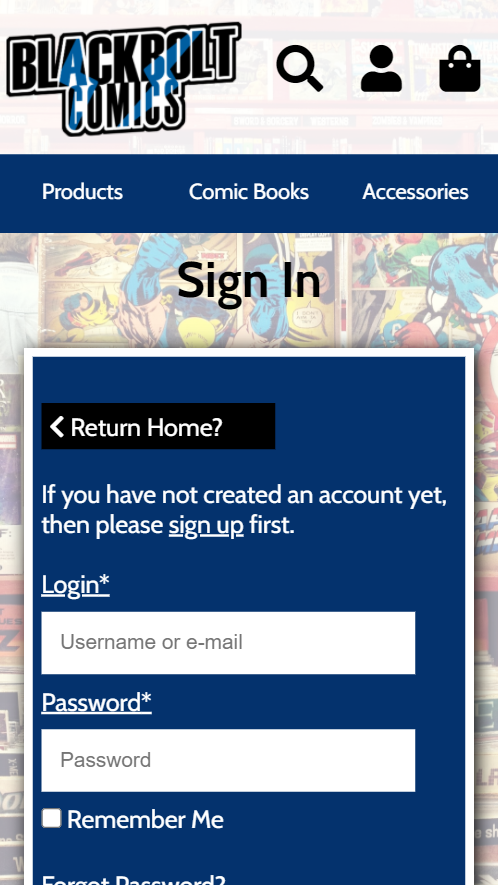 BLACKBOLT
COMICS
Products Comic Books Accessories
Sign In
Return Home?
If you have not created an account yet,
then please sign up first.
Login*
Username or e-mail
Password*
Password
Remember Me
Forgot Password?